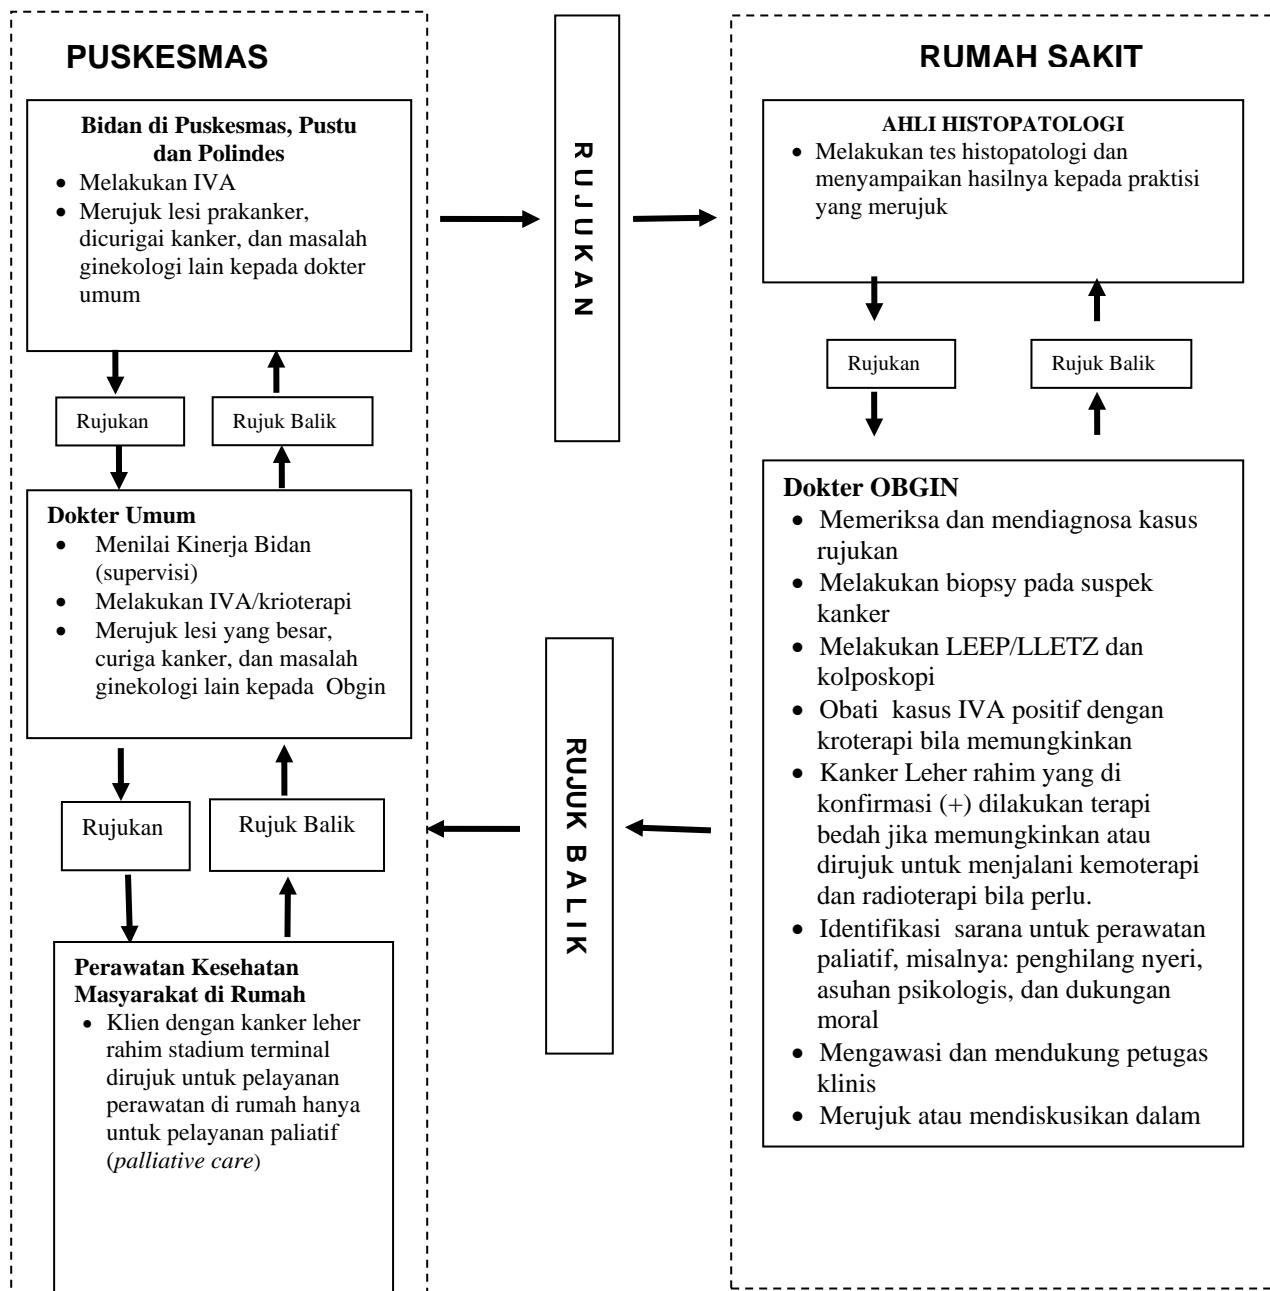 PUSKESMAS
Bidan di Puskesmas, Pustu
dan Polindes
• Melakukan IVA
• Merujuk lesi prakanker,
dicurigai kanker, dan masalah
ginekologi lain kepada dokter
umum
Rujukan
Rujuk Balik
Dokter Umum
• Menilai Kinerja Bidan
(supervisi)
• Melakukan IVA/krioterapi
• Merujuk lesi yang besar,
curiga kanker, dan masalah
ginekologi lain kepada Obgin
Rujukan
Rujuk Balik
Perawatan Kesehatan
Masyarakat di Rumah
• Klien dengan kanker leher
rahim stadium terminal
dirujuk untuk pelayanan
perawatan di rumah hanya
untuk pelayanan paliatif
(palliative care)
R U J U K A N
RUJUK B A L I K
RUMAH SAKIT
AHLI HISTOPATOLOGI
• Melakukan tes histopatologi dan
menyampaikan hasilnya kepada praktisi
yang merujuk
Rujukan
Rujuk Balik
Dokter OBGIN
• Memeriksa dan mendiagnosa kasus
rujukan
• Melakukan biopsy pada suspek
kanker
• Melakukan LEEP/LLETZ dan
kolposkopi
• Obati kasus IVA positif dengan
kroterapi bila memungkinkan
• Kanker Leher rahim yang di
konfirmasi (+) dilakukan terapi
bedah jika memungkinkan atau
dirujuk untuk menjalani kemoterapi
dan radioterapi bila perlu.
• Identifikasi sarana untuk perawatan
paliatif, misalnya: penghilang nyeri,
asuhan psikologis, dan dukungan
moral
• Mengawasi dan mendukung petugas
klinis
• Merujuk atau mendiskusikan dalam